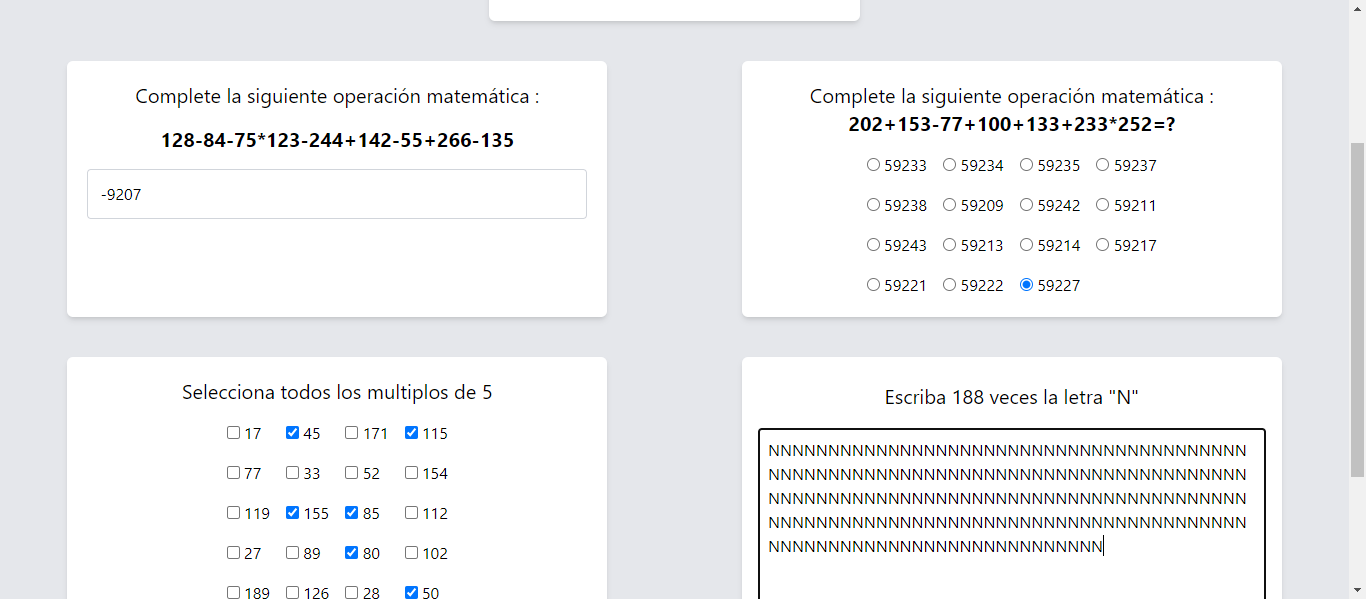 Complete la siguiente operación matemática :
128-84-75*123-244+142-55+266-135
-9207
Complete la siguiente operación matemática :
202+153-77+100+133+233*252=?
59233 59234 59235 59237
59238 59209 59242 59211
59243 59213 59214 59217
59221 59222 59227
Selecciona todos los multiplos de 5
17 45 171 115
77 33 52 154
119 155 85 112
27 89 80 102
189 126 28 50
Escriba 188 veces la letra "N"
NNNNNNNNNNNNNNNNNNNNNNNNNNNNNNNNNNNNNNNN
NNNNNNNNNNNNNNNNNNNNNNNNNNNNNNNNNNNNNNNN
NNNNNNNNNNNNNNNNNNNNNNNNNNNNNNNNNNNNNNNN
NNNNNNNNNNNNNNNNNNNNNNNNNNNNNNNNNNNNNNNN
NNNNNNNNNNNNNNNNNNNNNNNNNNNN